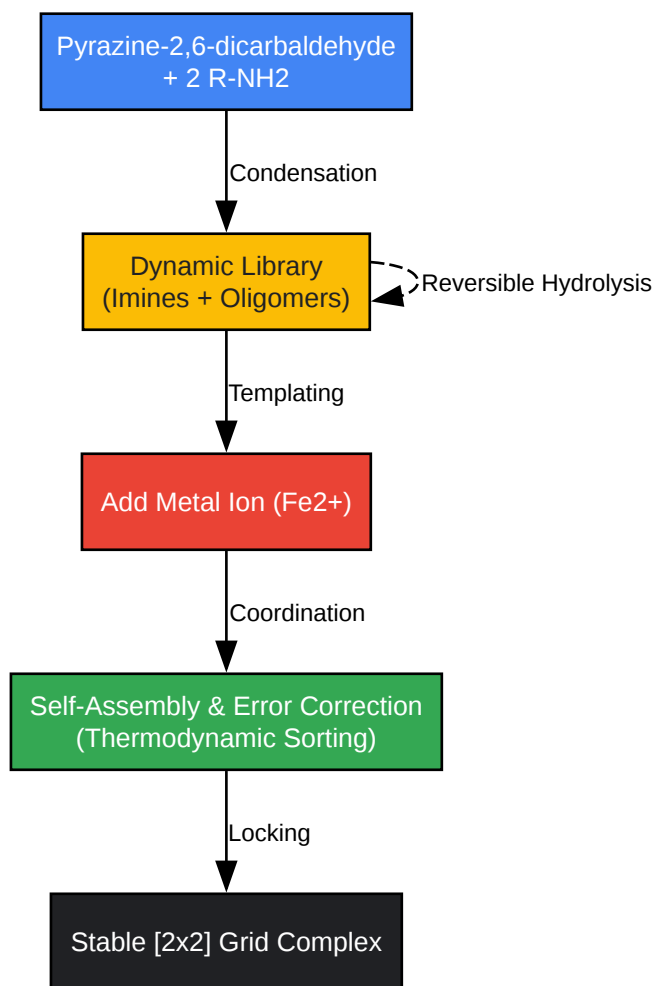 Pyrazine-2,6-dicarbaldehyde
+ 2 R-NH2
Condensation
Dynamic Library
(Imines + Oligomers)
Reversible Hydrolysis
Templating
Add Metal Ion (Fe2+)
Coordination
Self-Assembly & Error Correction
(Thermodynamic Sorting)
Locking
Stable [2x2] Grid Complex